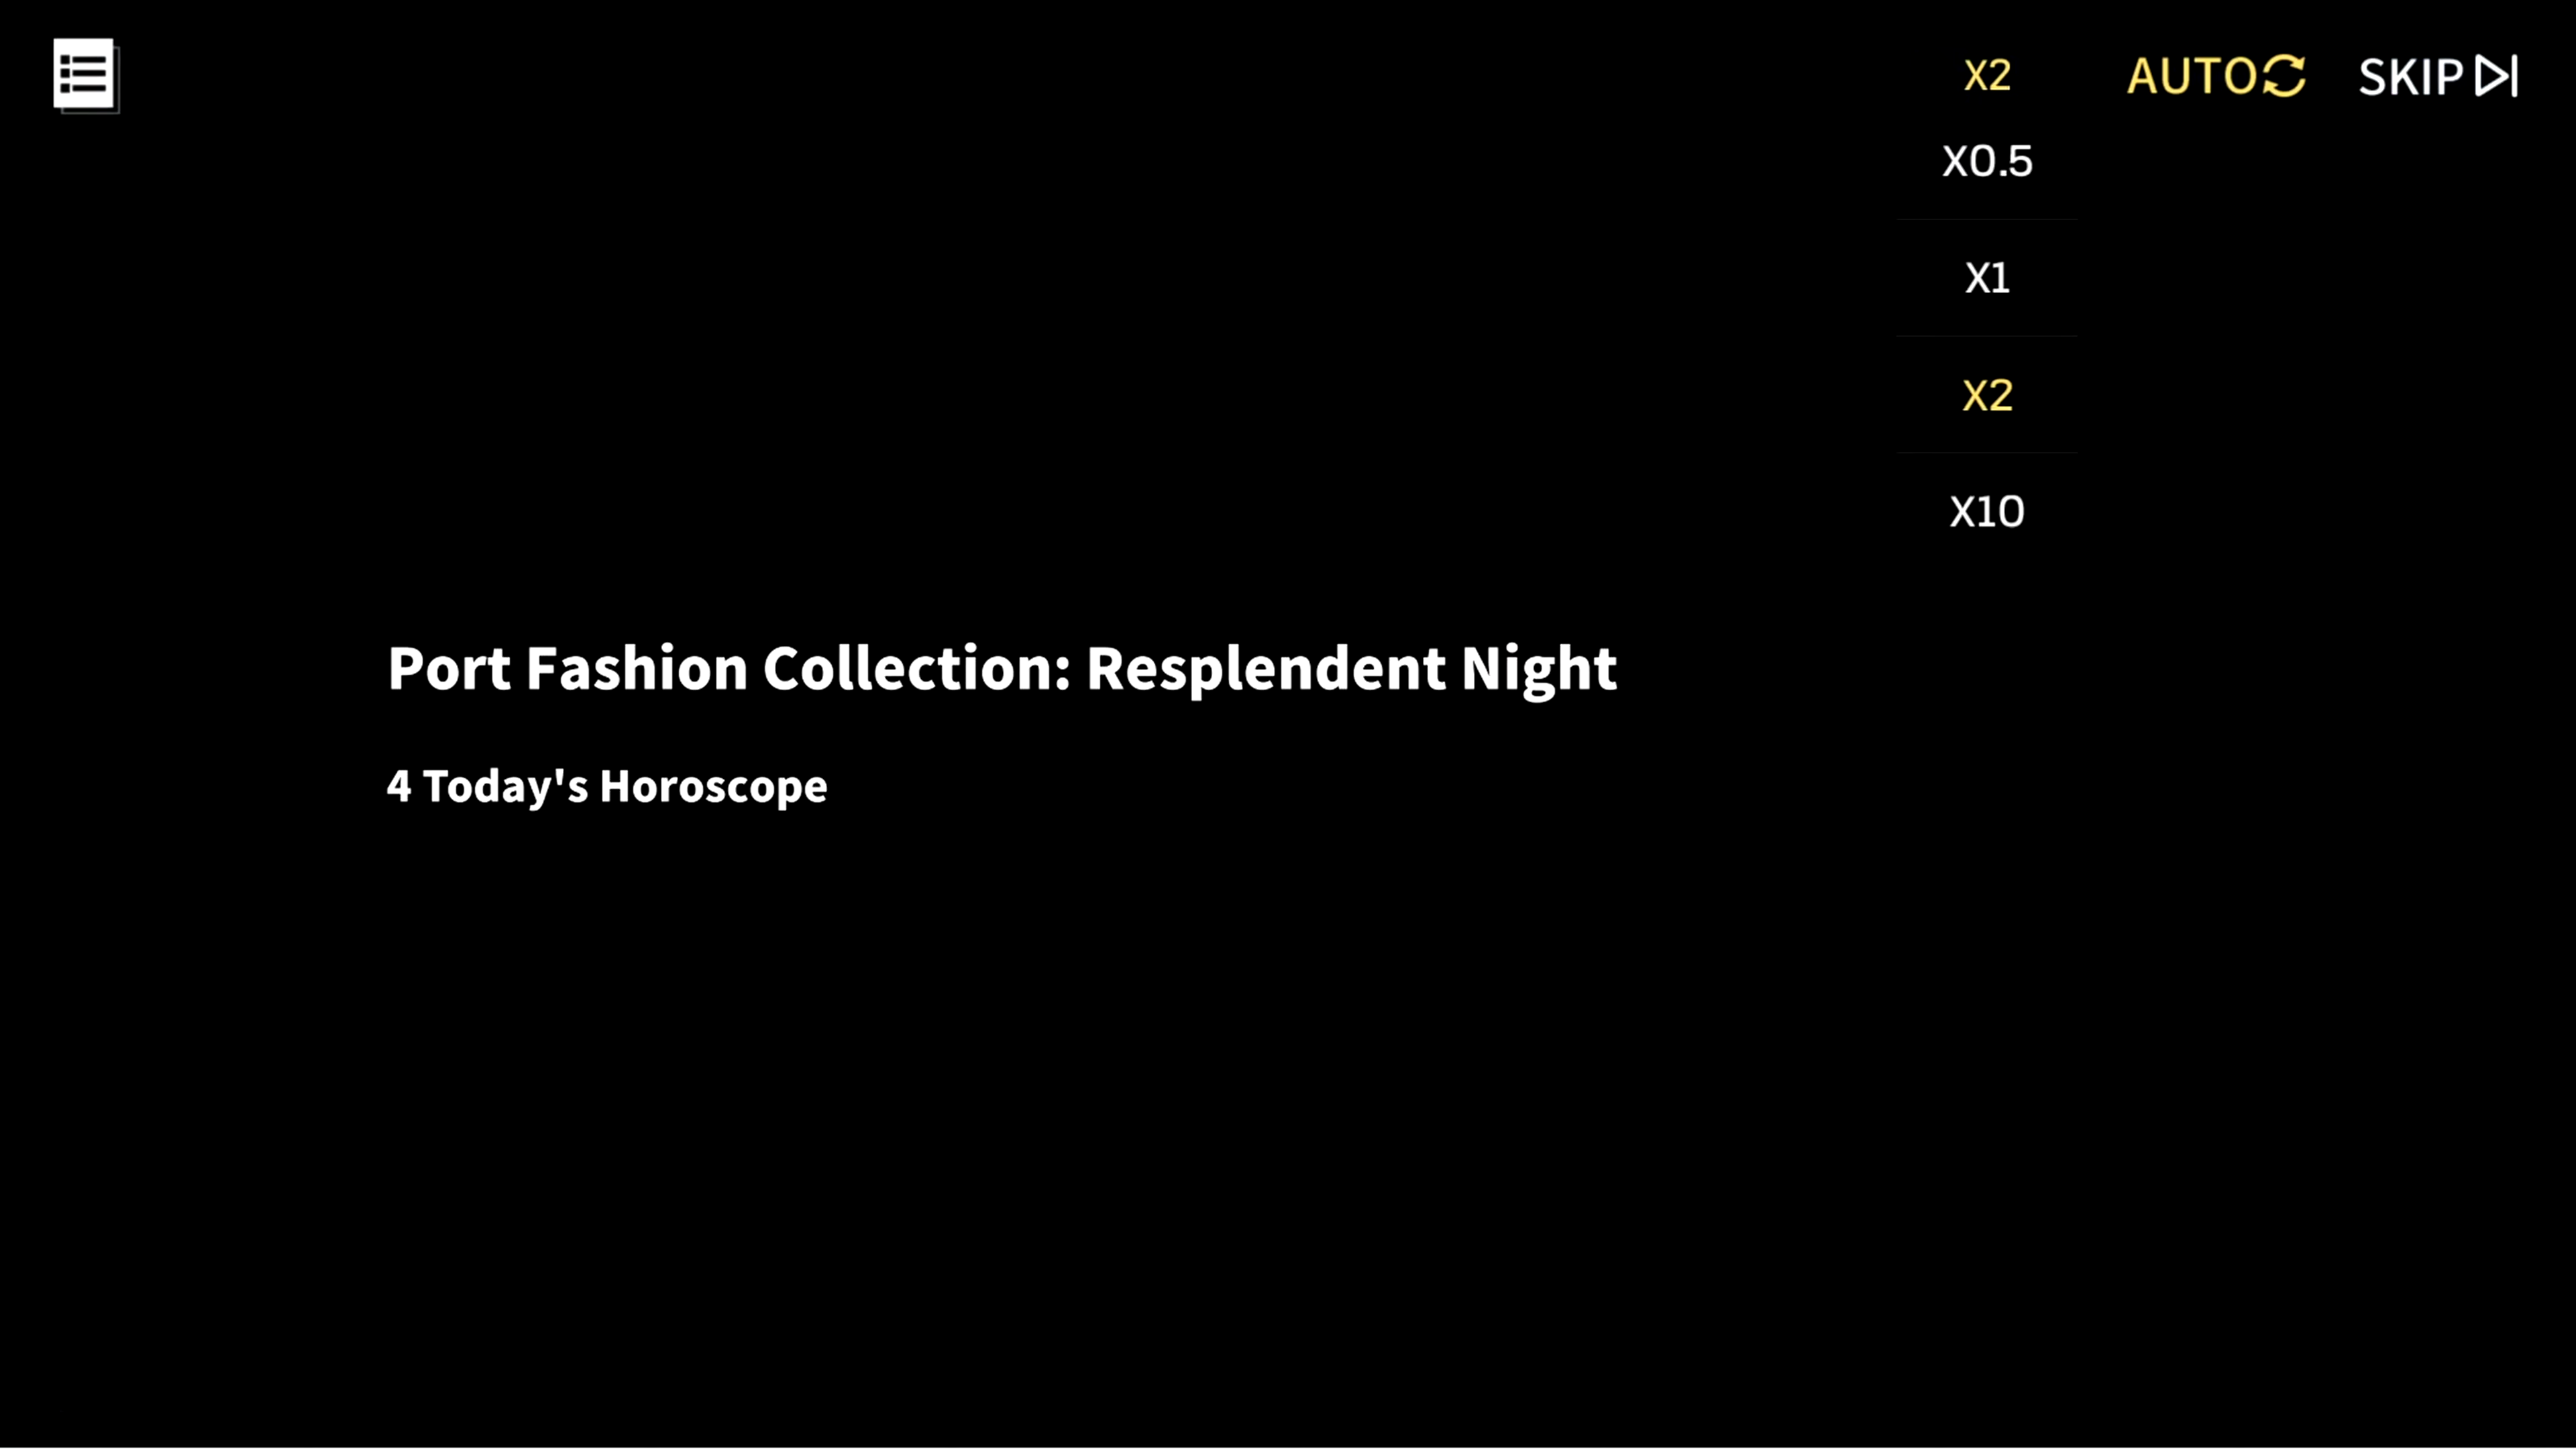 X2 AUTO SKIP
X0.5
X1
X2
X10
Port Fashion Collection: Resplendent Night
4 Today's Horoscope